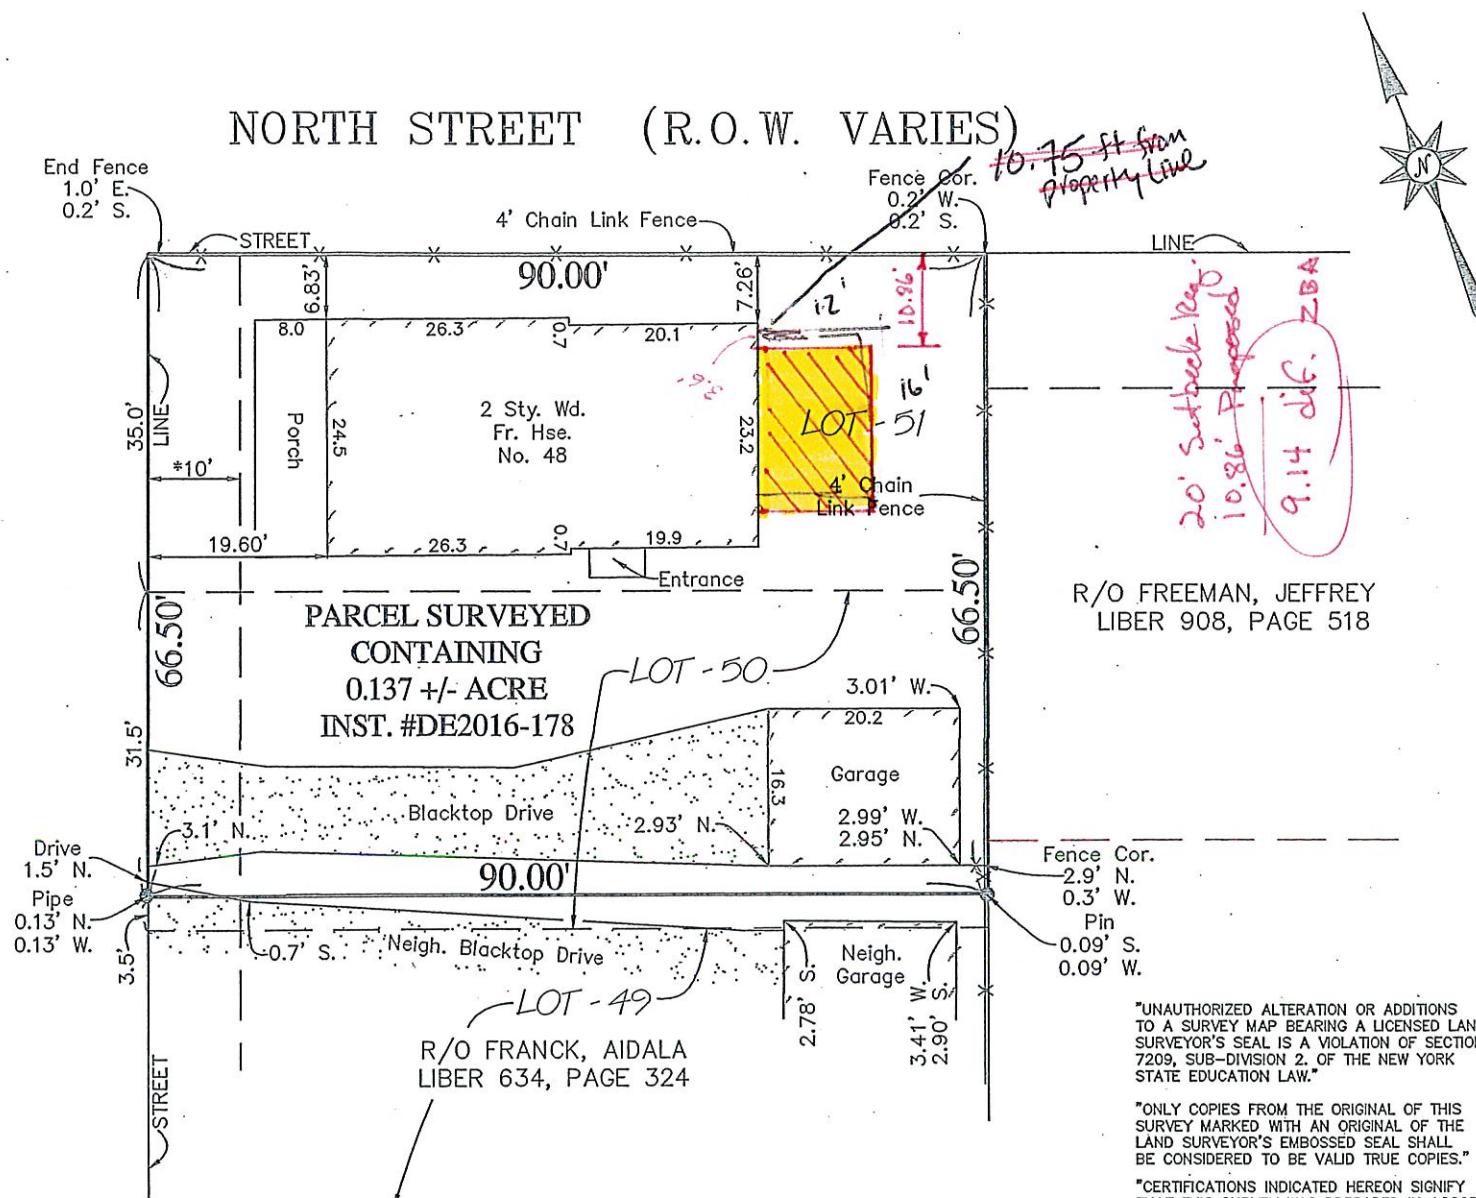 NORTH STREET (R.O.W. VARIES)
10.75 ft from
property line
N
End Fence
1.0' E.
0.2' S.
STREET
4' Chain Link Fence
Fence Cor.
0.2' W.
0.2' S.
LINE
90.00'
6.83'
7.26'
12'
10.86'
8.0
26.3
0.7
20.1
3.6'
16'
35.0'
LINE
Porch
24.5
2 Sty. Wd.
Fr. Hse.
No. 48
23.2
LOT - 51
*10'
4' Chain
Link Fence
20' Setback Req.
10.86' Proposed
9.14 dif. ZBA
19.60'
26.3
0.7
19.9
Entrance
R/O FREEMAN, JEFFREY
LIBER 908, PAGE 518
66.50'
66.50'
PARCEL SURVEYED
CONTAINING
0.137 +/- ACRE
INST. #DE2016-178
LOT - 50
3.01' W.
20.2
31.5'
Garage
16.3
Blacktop Drive
2.93' N.
2.99' W.
2.95' N.
3.1' N.
Drive
1.5' N.
Pipe
0.13' N.
0.13' W.
90.00'
Fence Cor.
2.9' N.
0.3' W.
Pin
0.09' S.
0.09' W.
3.5'
0.7' S.
Neigh. Blacktop Drive
Neigh.
Garage
2.78' S.
3.41' W.
2.90' S.
LOT - 49
R/O FRANCK, AIDALA
LIBER 634, PAGE 324
STREET
"UNAUTHORIZED ALTERATION OR ADDITIONS
TO A SURVEY MAP BEARING A LICENSED LAN
SURVEYOR'S SEAL IS A VIOLATION OF SECTION
7209, SUB-DIVISION 2. OF THE NEW YORK
STATE EDUCATION LAW."
"ONLY COPIES FROM THE ORIGINAL OF THIS
SURVEY MARKED WITH AN ORIGINAL OF THE
LAND SURVEYOR'S EMBOSSED SEAL SHALL
BE CONSIDERED TO BE VALID TRUE COPIES."
"CERTIFICATIONS INDICATED HEREON SIGNIFY